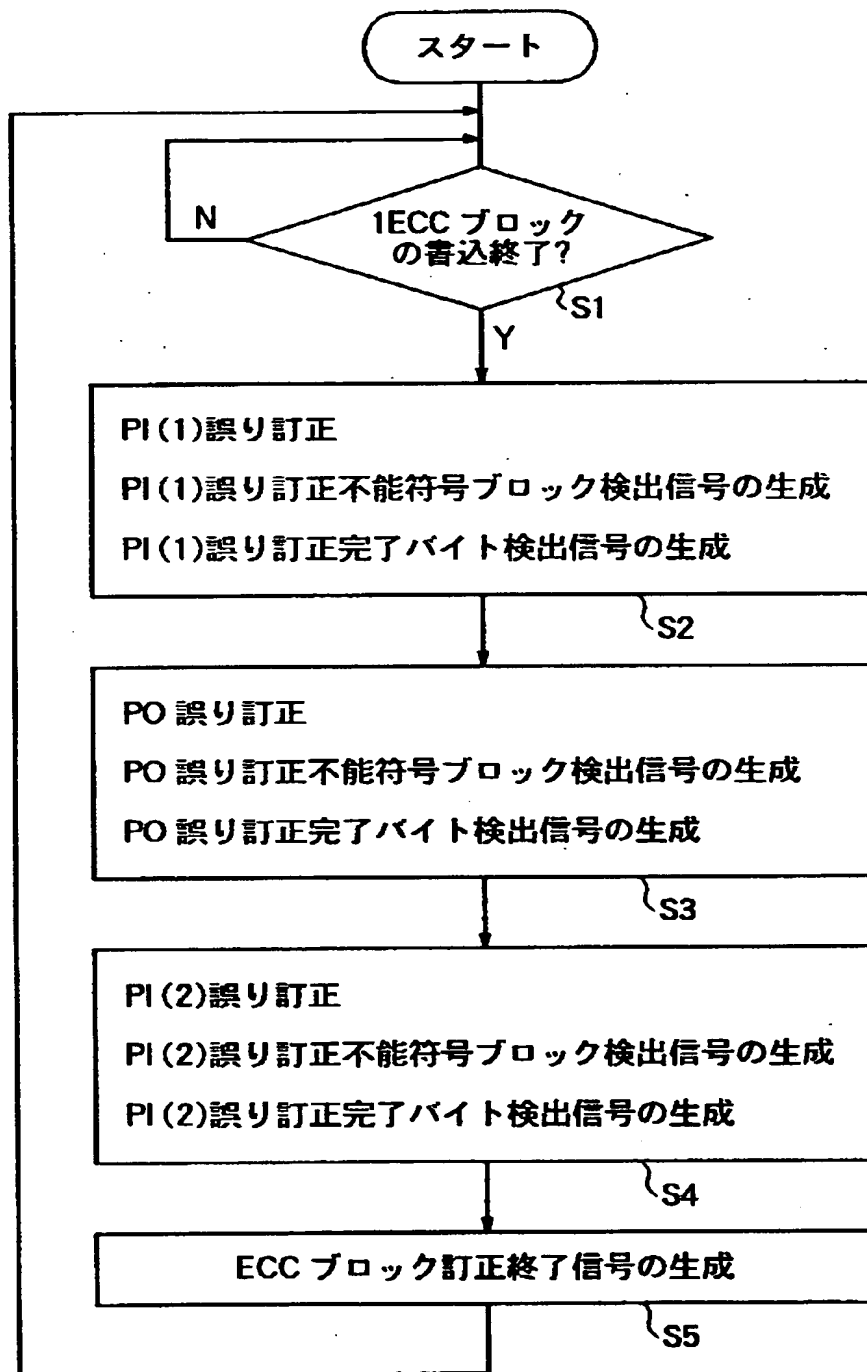 スタート
1ECC ブロック
の書込終了?
N
S1
Y
PI(1)誤り訂正
PI(1)誤り訂正不能符号ブロック検出信号の生成
PI(1)誤り訂正完了バイト検出信号の生成
S2
PO 誤り訂正
PO 誤り訂正不能符号ブロック検出信号の生成
PO 誤り訂正完了バイト検出信号の生成
S3
PI(2)誤り訂正
PI(2)誤り訂正不能符号ブロック検出信号の生成
PI(2)誤り訂正完了バイト検出信号の生成
S4
ECC ブロック訂正終了信号の生成
S5